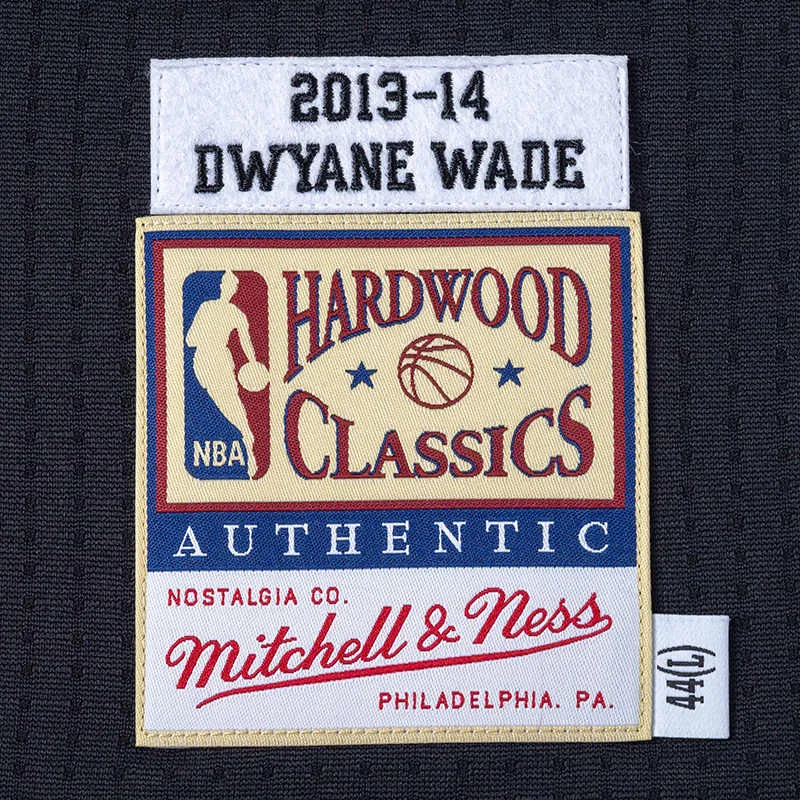 2013-14
DWYANE WADE
HARDWOOD
CLASSICS
NBA
AUTHENTIC
NOSTALGIA CO.
Mitchell & Ness
PHILADELPHIA. PA.
44(L)